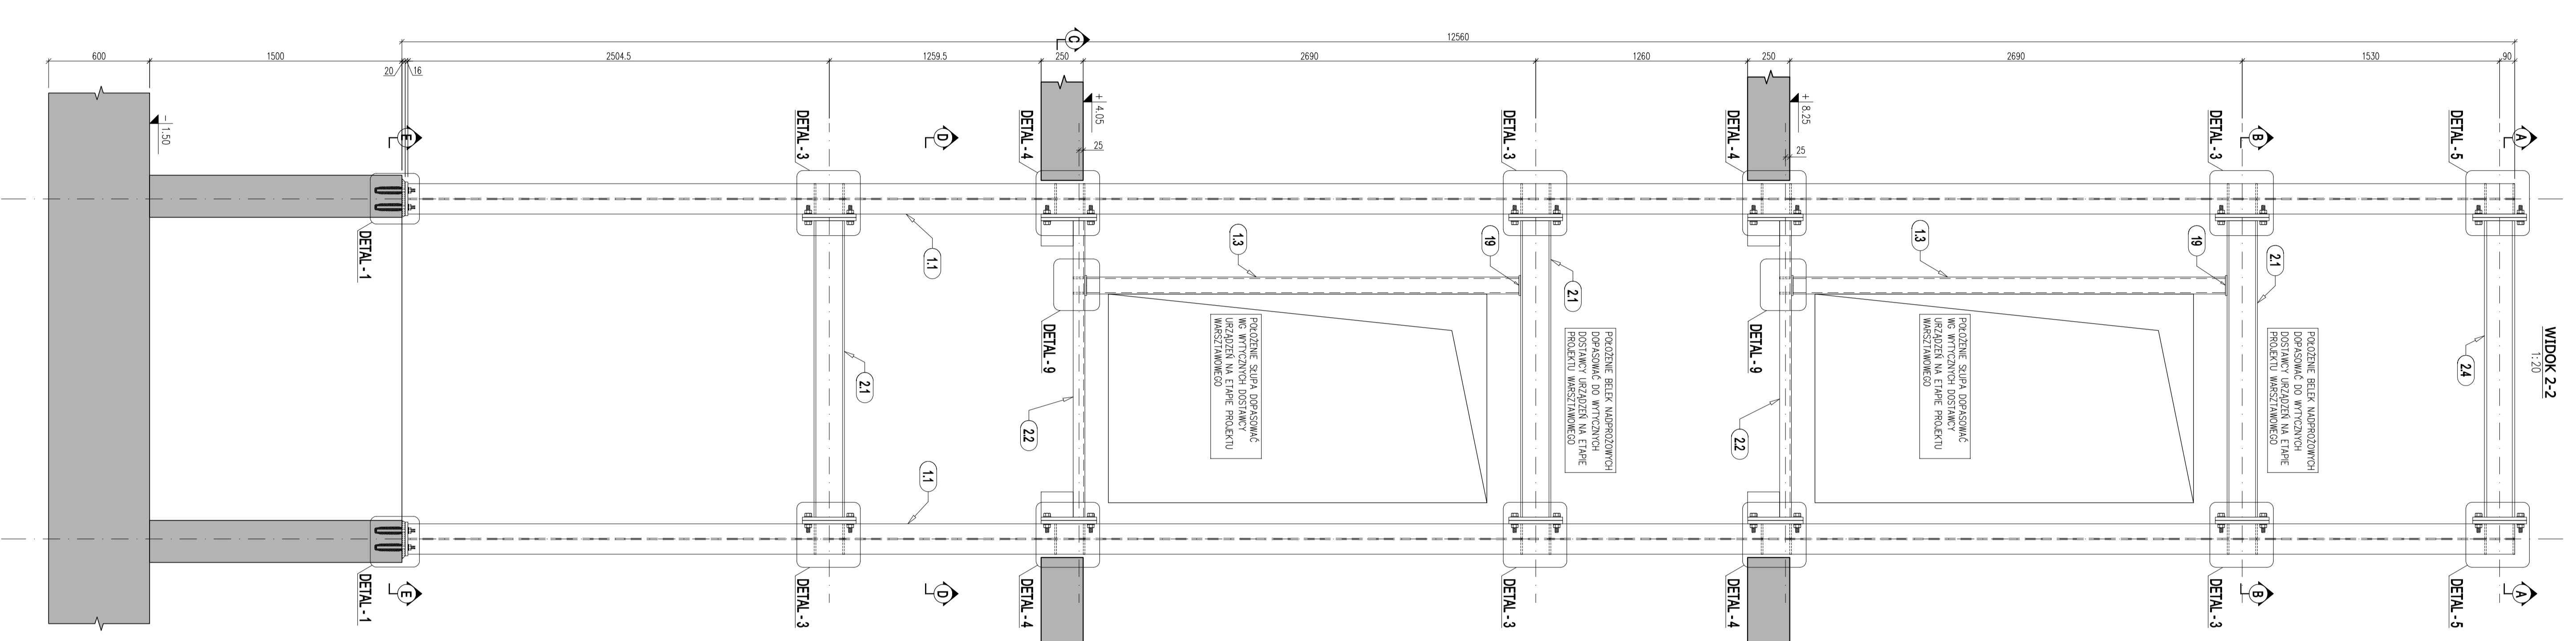 WIDOK 2-2
1:20
12560
600
1500
20
16
2504.5
1259.5
250
2690
1260
250
2690
1530
90
- 1.50
+ 4.05
+ 8.25
25
25
C
E
D
B
A
DETAL-3
DETAL-4
DETAL-3
DETAL-4
DETAL-3
DETAL-5
DETAL-1
1.1
1.3
19
2.1
1.3
19
2.1
2.1
2.2
2.2
2.4
1.1
DETAL-9
DETAL-9
POŁOŻENIE SŁUPA DOPASOWAĆ
WG WYTYCZNYCH DOSTAWCY
URZĄDZEŃ NA ETAPIE PROJEKTU
WARSZTAWOWEGO
POŁOŻENIE BELEK NADPROŻOWYCH
DOPASOWAĆ DO WYTYCZNYCH
DOSTAWCY URZĄDZEŃ NA ETAPIE
PROJEKTU WARSZTAWOWEGO
POŁOŻENIE SŁUPA DOPASOWAĆ
WG WYTYCZNYCH DOSTAWCY
URZĄDZEŃ NA ETAPIE PROJEKTU
WARSZTAWOWEGO
POŁOŻENIE BELEK NADPROŻOWYCH
DOPASOWAĆ DO WYTYCZNYCH
DOSTAWCY URZĄDZEŃ NA ETAPIE
PROJEKTU WARSZTAWOWEGO
DETAL-1
DETAL-3
DETAL-4
DETAL-3
DETAL-4
DETAL-3
DETAL-5
E
D
B
A